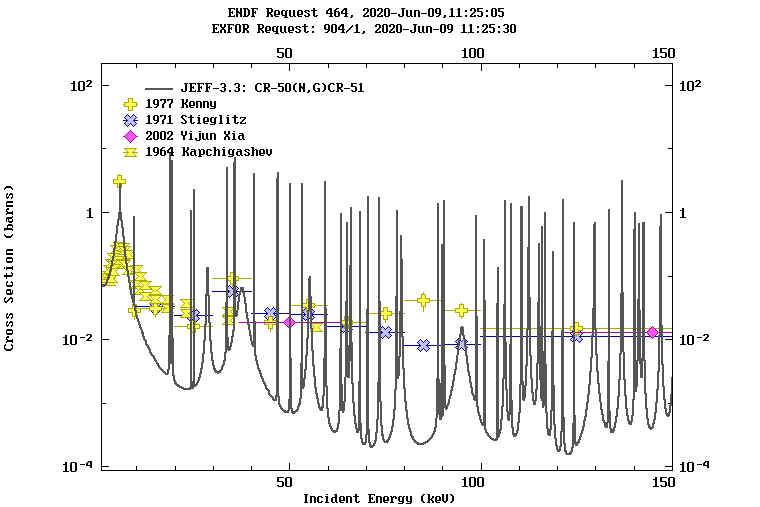 ENDF Request 464, 2020-Jun-09,11:25:05
EXFOR Request: 904/1, 2020-Jun-09 11:25:30
50 100 150
10² 10²
JEFF-3.3: CR-50(N,G)CR-51
1977 Kenny
1971 Stieglitz
2002 Yijun Xia
1964 Kapchigashev
1 1
Cross Section (barns)
10⁻² 10⁻²
10⁻⁴ 10⁻⁴
50 100 150
Incident Energy (keV)